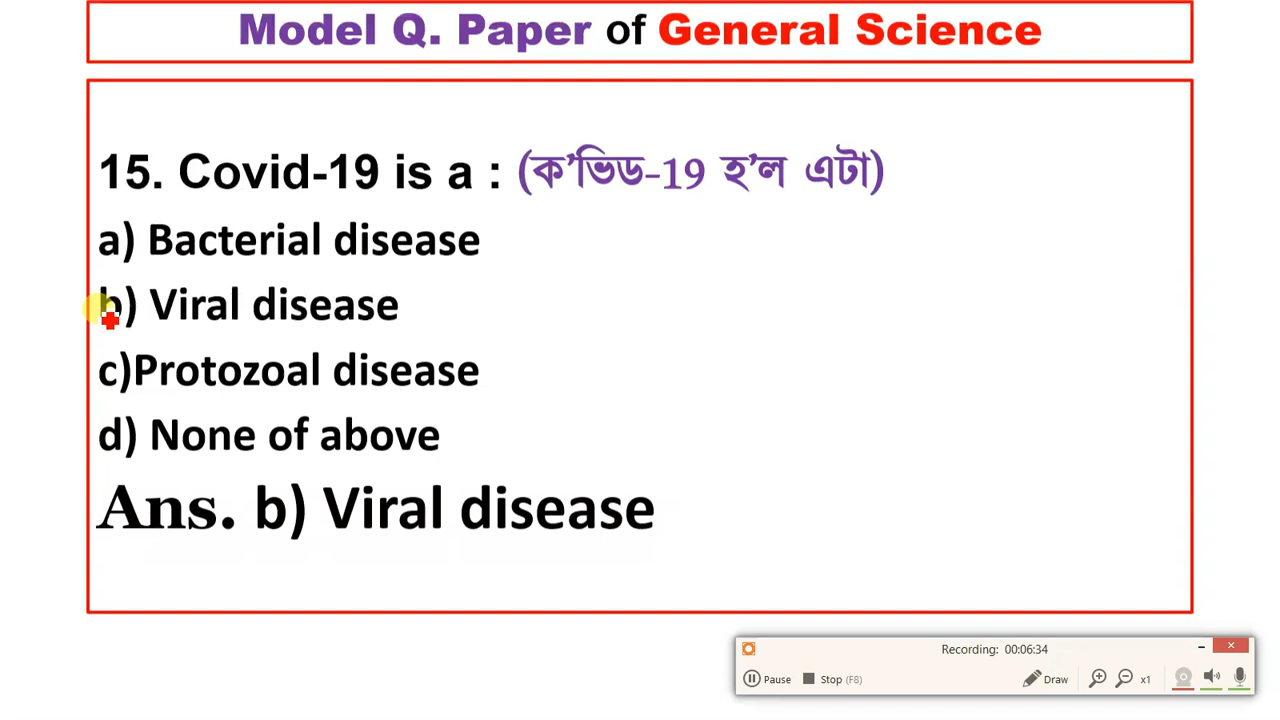 Model Q. Paper of General Science
15. Covid-19 is a : (ক’ভিড-19 হ’ল এটা)
a) Bacterial disease
b) Viral disease
c)Protozoal disease
d) None of above
Ans. b) Viral disease
Recording: 00:06:34
Pause Stop (F8) Draw x1